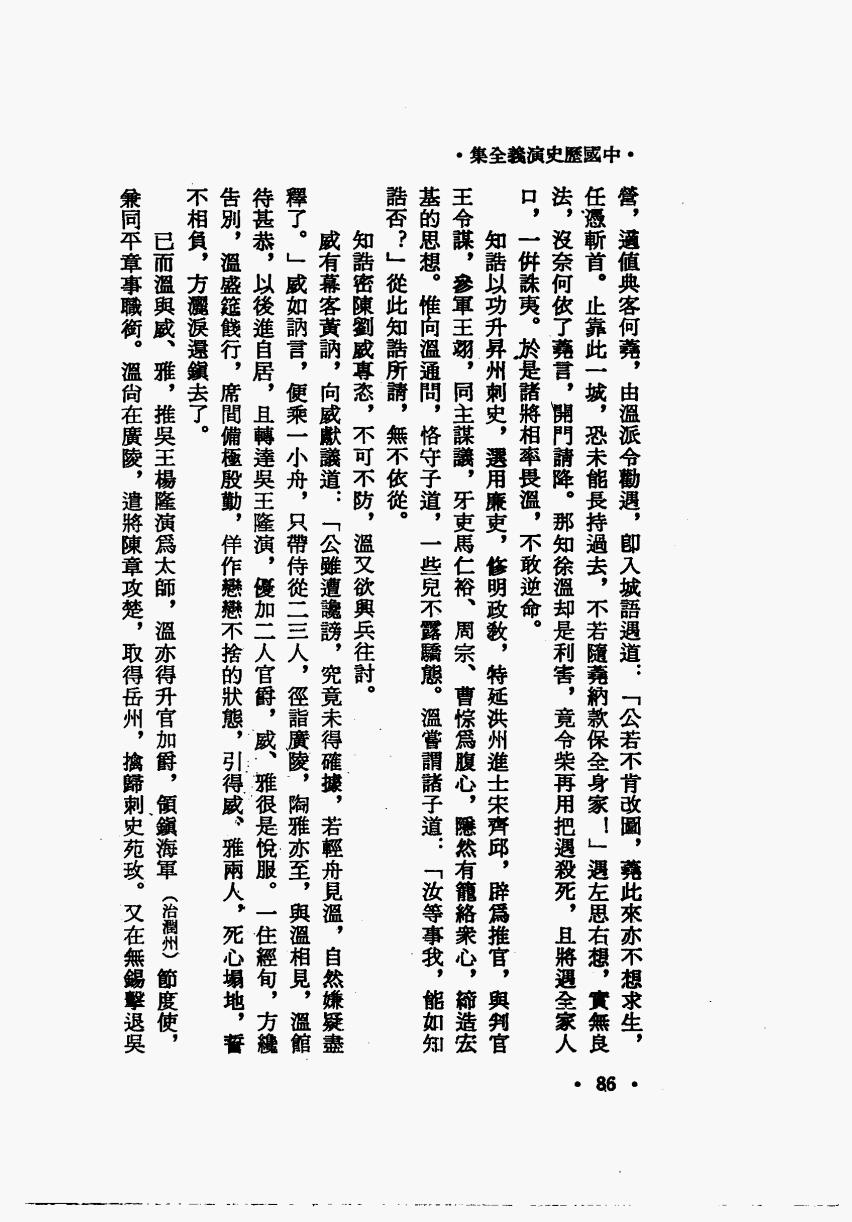 •中國歷史演義全集•
營，適值典客何蕘，由溫派令勸遇，卽入城語遇道：「公若不肯改圖，蕘此來亦不想求生，
任憑斬首。止靠此一城，恐未能長持過去，不若隨蕘納款保全身家！」遇左思右想，實無良
法，沒奈何依了蕘言，開門請降。那知徐溫却是利害，竟令柴再用把遇殺死，且將遇全家人
口，一倂誅夷。於是諸將相率畏溫，不敢逆命。
知誥以功升昇州刺史，選用廉吏，修明政敎，特延洪州進士宋齊邱，辟爲推官，與判官
王令謀，參軍王翃，同主謀議，牙吏馬仁裕、周宗、曹悰爲腹心，隱然有籠絡衆心，締造宏
基的思想。惟向溫通問，恪守子道，一些兒不露驕態。溫嘗謂諸子道：「汝等事我，能如知
誥否？」從此知誥所請，無不依從。
知誥密陳劉威專恣，不可不防，溫又欲興兵往討。
威有幕客黃訥，向威獻議道：「公雖遭讒謗，究竟未得確據，若輕舟見溫，自然嫌疑盡
釋了。」威如訥言，便乘一小舟，只帶侍從二三人，徑詣廣陵，陶雅亦至，與溫相見，溫館
待甚恭，以後進自居，且轉達吳王隆演，優加二人官爵，威、雅很是悅服。一住經旬，方纔
告別，溫盛筵餞行，席間備極殷勤，佯作戀戀不捨的狀態，引得威、雅兩人，死心塌地，誓
不相負，方灑淚還鎭去了。
已而溫與威、雅，推吳王楊隆演爲太師，溫亦得升官加爵，領鎭海軍（治潤州）節度使，
兼同平章事職銜。溫尙在廣陵，遣將陳章攻楚，取得岳州，擒歸刺史苑玫。又在無錫擊退吳
•86•